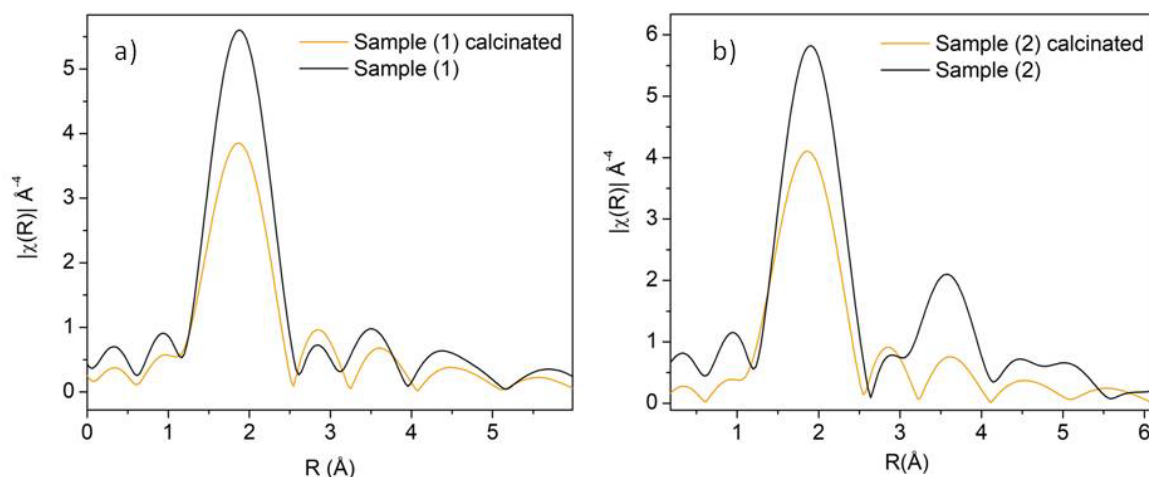 a)
Sample (1) calcinated
Sample (1)
|χ(R)| Å⁻⁴
5
4
3
2
1
0
0 1 2 3 4 5
R (Å)
b)
Sample (2) calcinated
Sample (2)
|χ(R)| Å⁻⁴
6
5
4
3
2
1
0
1 2 3 4 5 6
R(Å)